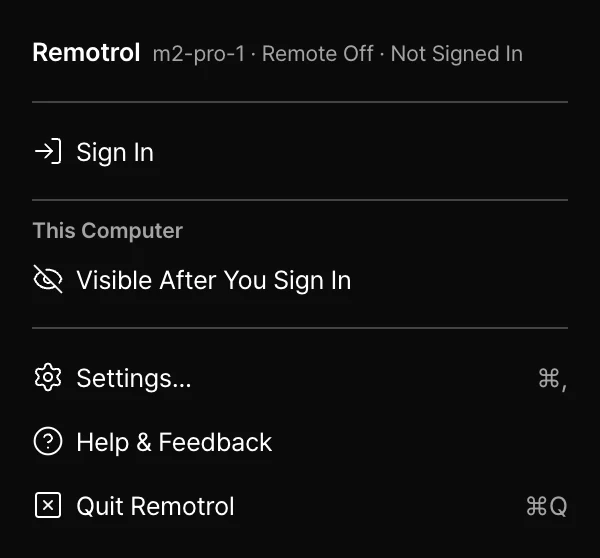 Remotrol m2-pro-1 · Remote Off · Not Signed In
Sign In
This Computer
Visible After You Sign In
Settings... ⌘,
Help & Feedback
Quit Remotrol ⌘Q